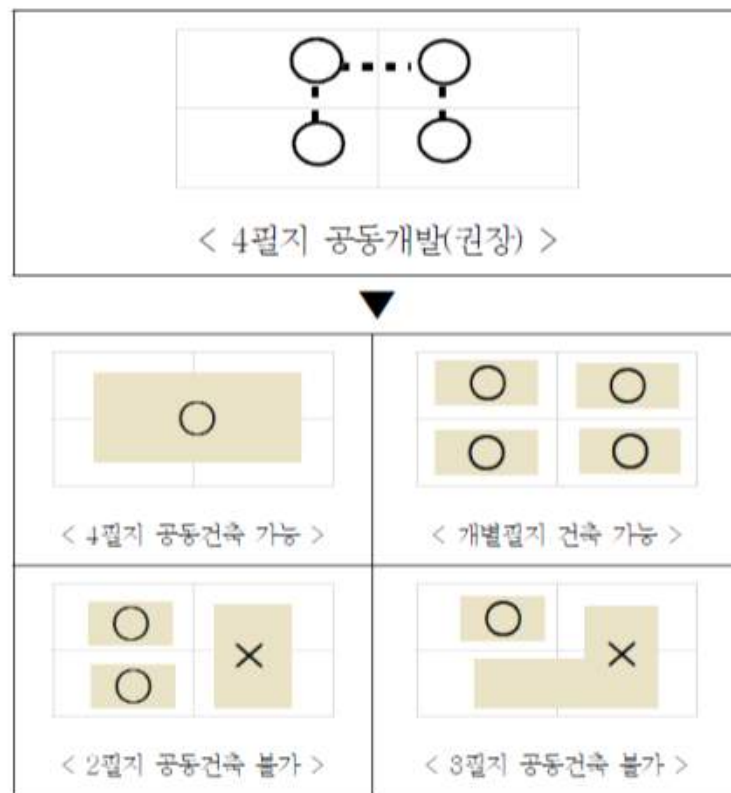 < 4필지 공동개발(권장) >
< 4필지 공동건축 가능 >
< 개별필지 건축 가능 >
< 2필지 공동건축 불가 >
< 3필지 공동건축 불가 >